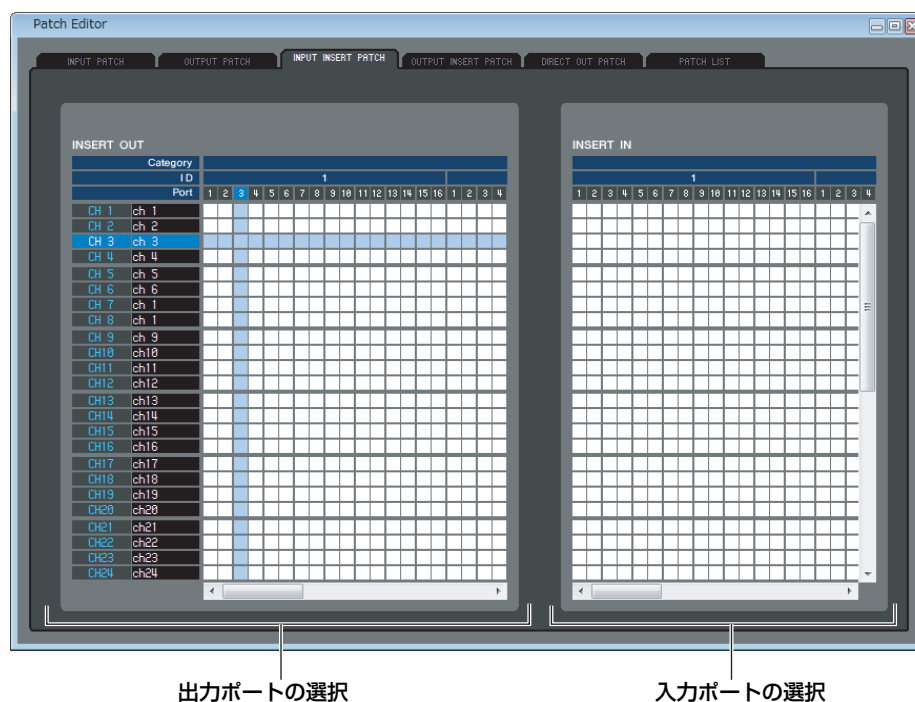 Patch Editor
INPUT PATCH OUTPUT PATCH INPUT INSERT PATCH OUTPUT INSERT PATCH DIRECT OUT PATCH PATCH LIST
INSERT OUT
Category
ID 1
Port 1 2 3 4 5 6 7 8 9 10 11 12 13 14 15 16 1 2 3 4
CH 1 ch 1
CH 2 ch 2
CH 3 ch 3
CH 4 ch 4
CH 5 ch 5
CH 6 ch 6
CH 7 ch 1
CH 8 ch 1
CH 9 ch 9
CH10 ch10
CH11 ch11
CH12 ch12
CH13 ch13
CH14 ch14
CH15 ch15
CH16 ch16
CH17 ch17
CH18 ch18
CH19 ch19
CH20 ch20
CH21 ch21
CH22 ch22
CH23 ch23
CH24 ch24
INSERT IN
1
1 2 3 4 5 6 7 8 9 10 11 12 13 14 15 16 1 2 3 4
出力ポートの選択
入力ポートの選択